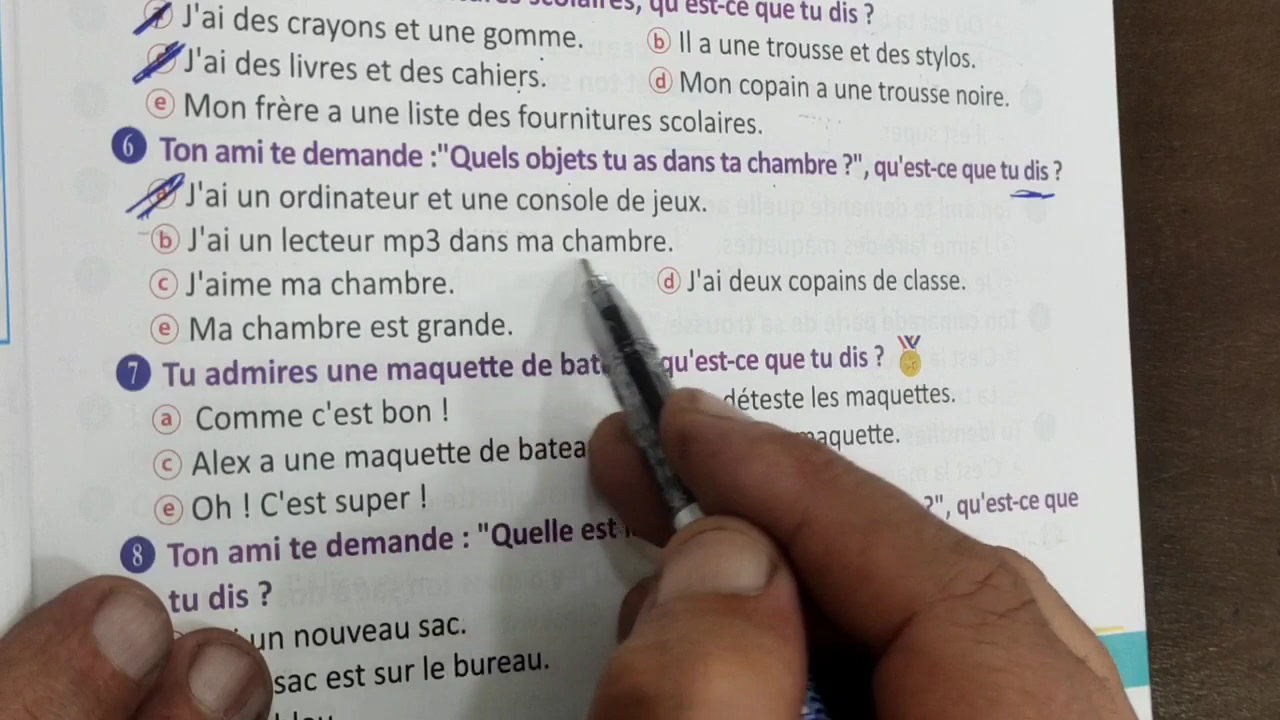 qu'est-ce que tu dis ?
J'ai des crayons et une gomme.
b Il a une trousse et des stylos.
J'ai des livres et des cahiers.
d Mon copain a une trousse noire.
e Mon frère a une liste des fournitures scolaires.
6 Ton ami te demande :"Quels objets tu as dans ta chambre ?", qu'est-ce que tu dis ?
J'ai un ordinateur et une console de jeux.
b J'ai un lecteur mp3 dans ma chambre.
c J'aime ma chambre.
d J'ai deux copains de classe.
e Ma chambre est grande.
7 Tu admires une maquette de qu'est-ce que tu dis ?
a Comme c'est bon !
déteste les maquettes.
c Alex a une maquette de
maquette.
e Oh ! C'est super !
8 Ton ami te demande : "Quelle est ?", qu'est-ce que
tu dis ?
un nouveau sac.
sac est sur le bureau.